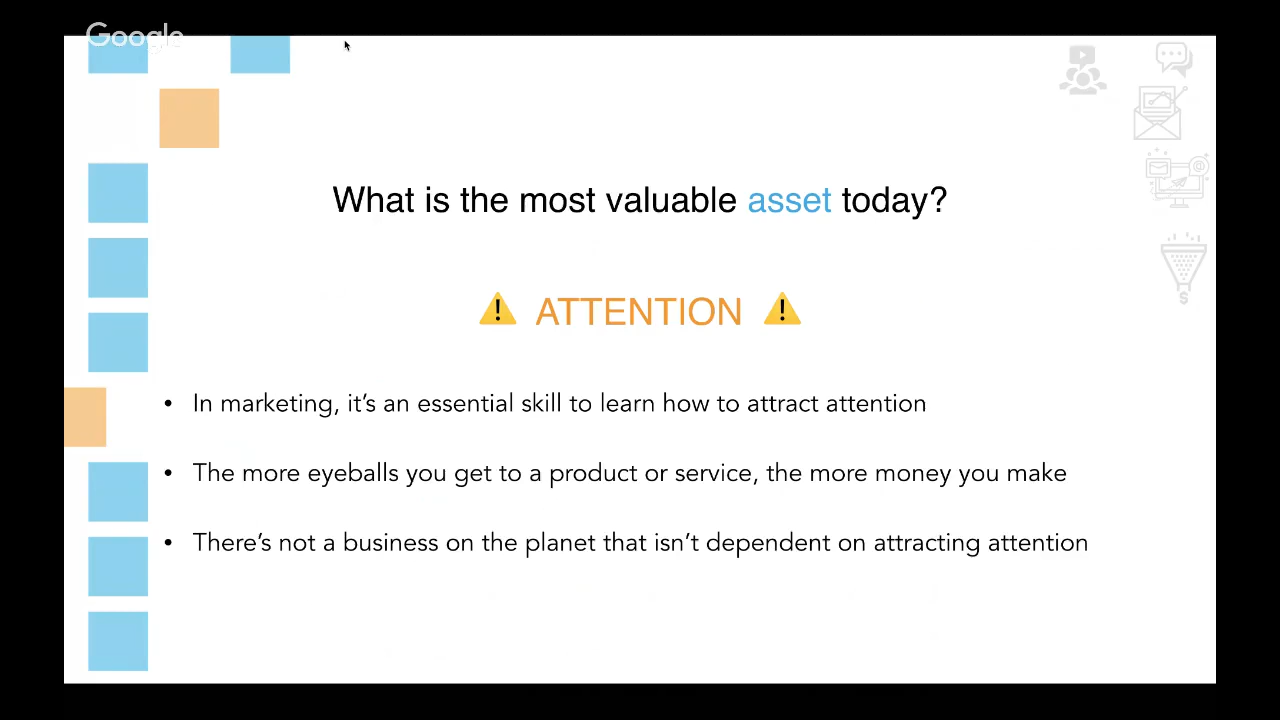 Google
What is the most valuable asset today?
⚠️ ATTENTION ⚠️
• In marketing, it’s an essential skill to learn how to attract attention
• The more eyeballs you get to a product or service, the more money you make
• There’s not a business on the planet that isn’t dependent on attracting attention